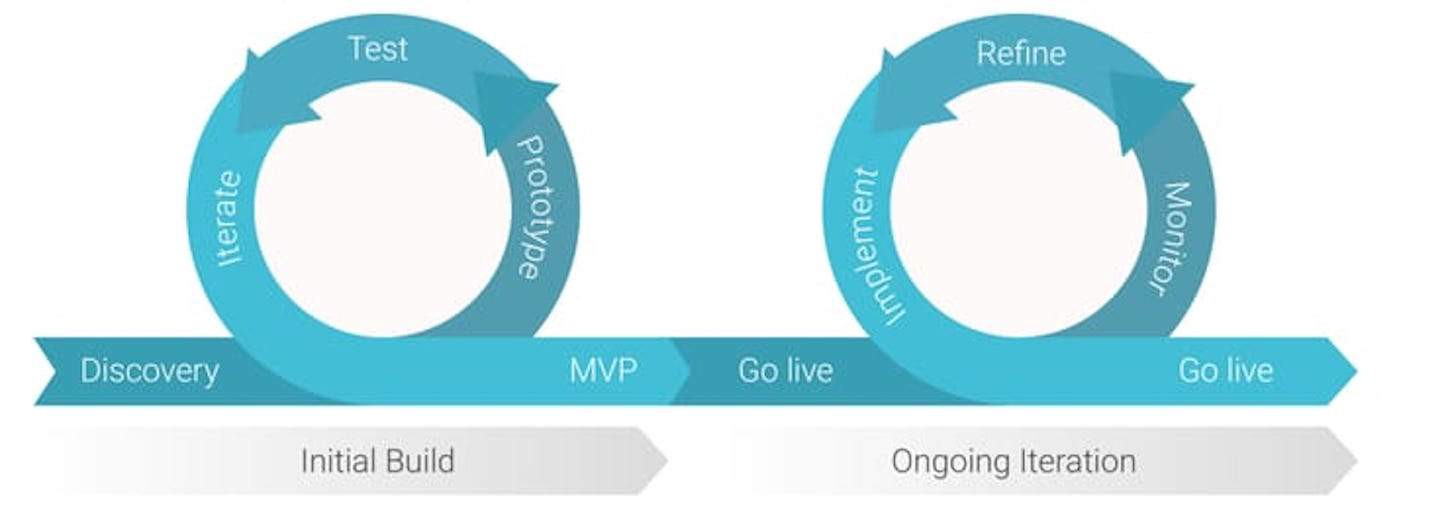 Test
Iterate
Prototype
Discovery
MVP
Initial Build
Refine
Implement
Monitor
Go live
Go live
Ongoing Iteration